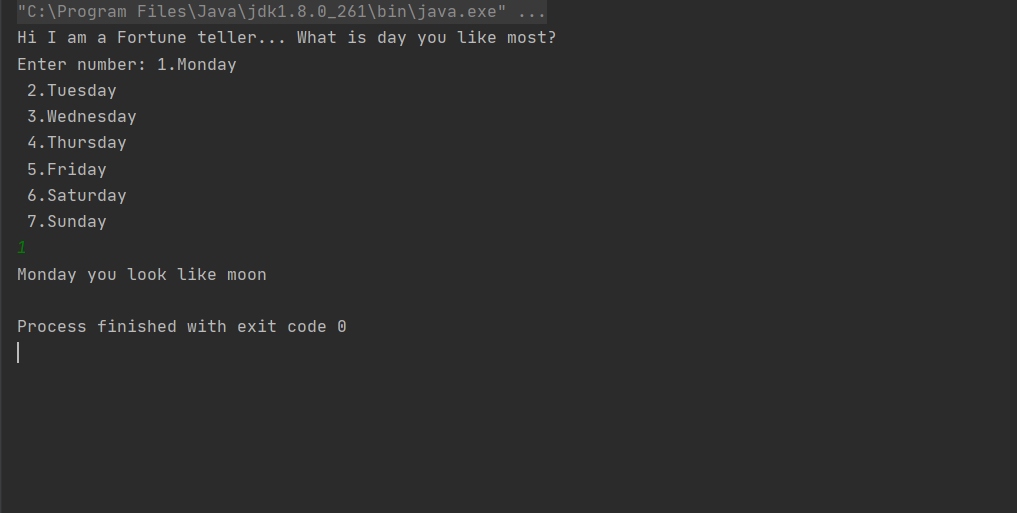 "C:\Program Files\Java\jdk1.8.0_261\bin\java.exe" ...
Hi I am a Fortune teller... What is day you like most?
Enter number: 1.Monday
2.Tuesday
3.Wednesday
4.Thursday
5.Friday
6.Saturday
7.Sunday
1
Monday you look like moon
Process finished with exit code 0